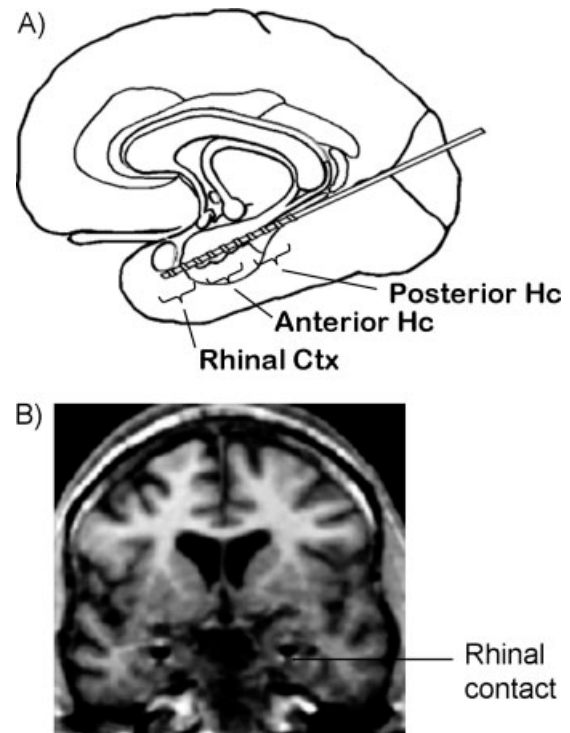 A)
Posterior Hc
Anterior Hc
Rhinal Ctx
B)
Rhinal
contact